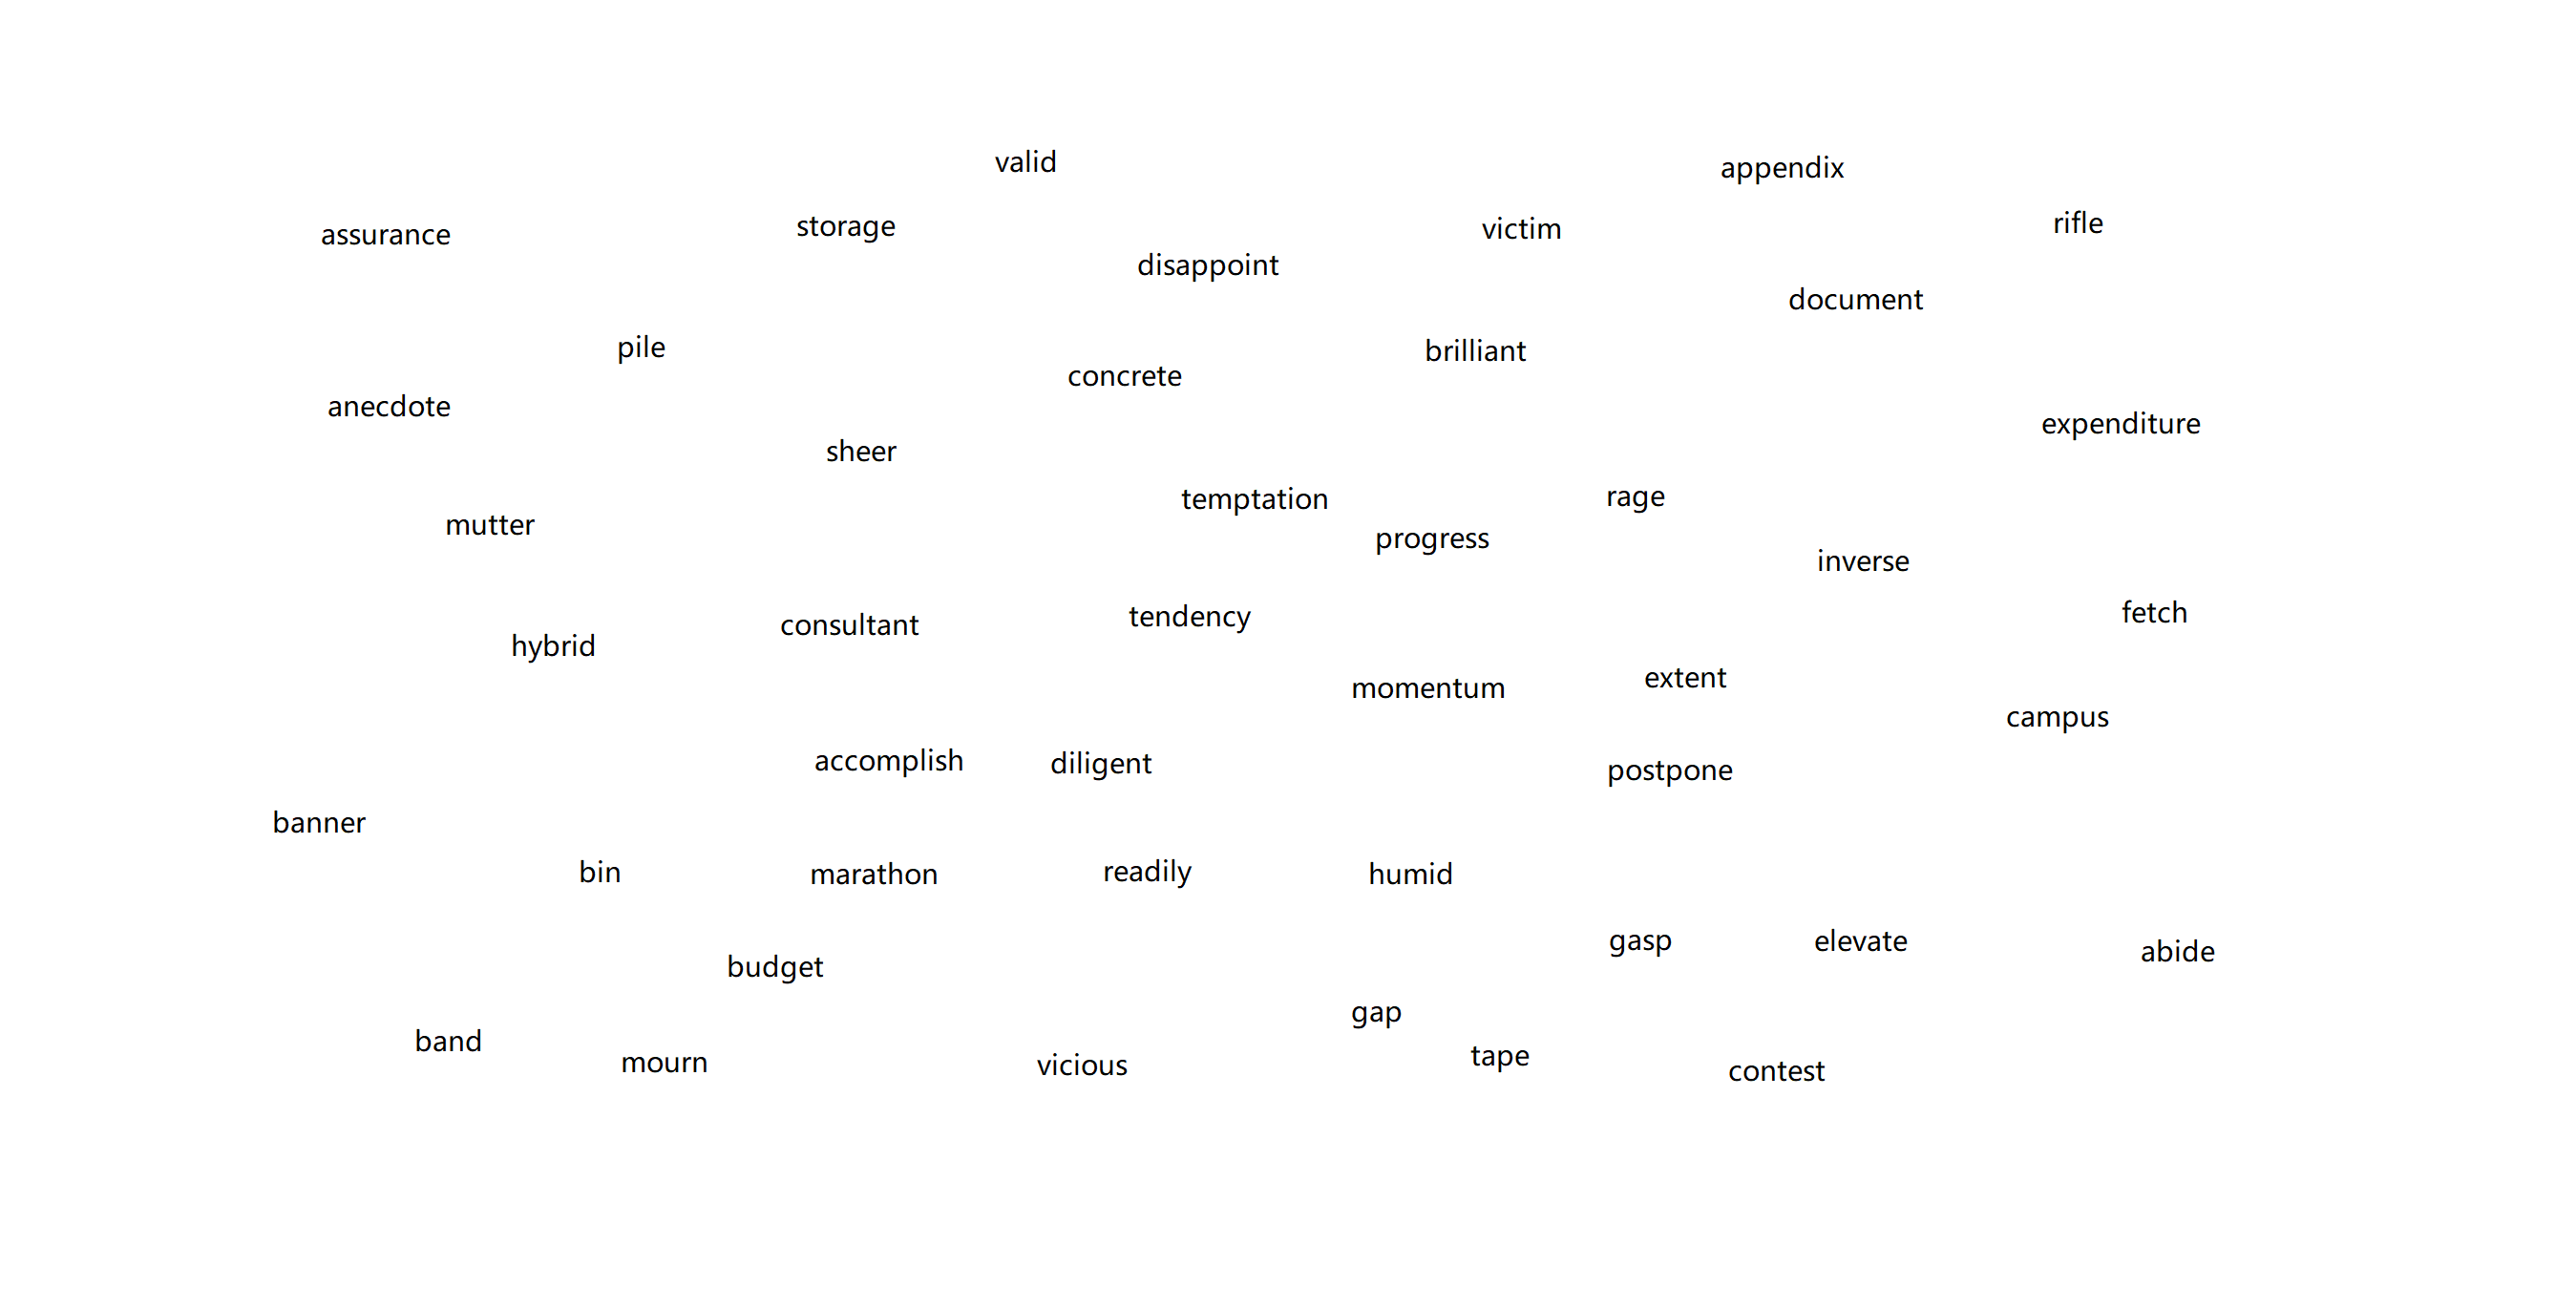 valid
appendix
assurance
storage
victim
rifle
disappoint
document
pile
brilliant
concrete
anecdote
expenditure
sheer
temptation
rage
mutter
progress
inverse
consultant
tendency
fetch
hybrid
momentum
extent
campus
accomplish
diligent
postpone
banner
bin
marathon
readily
humid
gasp
elevate
abide
budget
gap
band
mourn
vicious
tape
contest